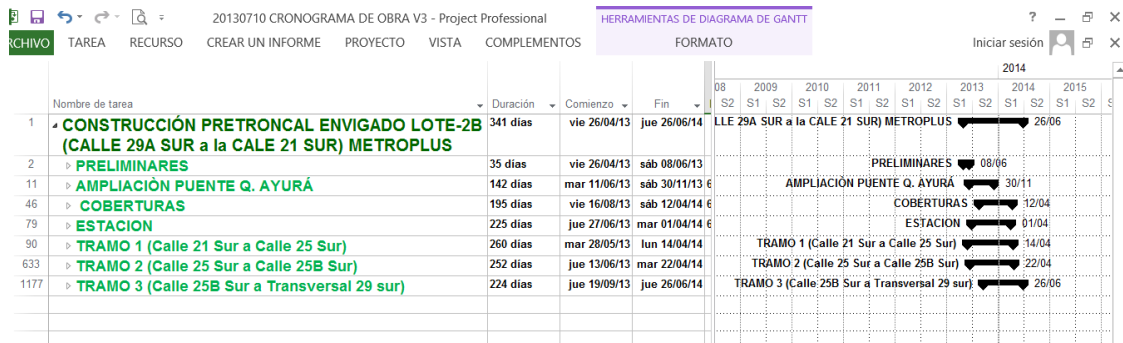 20130710 CRONOGRAMA DE OBRA V3 - Project Professional
HERRAMIENTAS DE DIAGRAMA DE GANTT
?
RCHIVO TAREA RECURSO CREAR UN INFORME PROYECTO VISTA COMPLEMENTOS FORMATO Iniciar sesión
2014
08 2009 2010 2011 2012 2013 2014 2015
Nombre de tarea Duración Comienzo Fin S2 S1 S2 S1 S2 S1 S2 S1 S2 S1 S2 S1 S2 S1 S2 S
1 CONSTRUCCIÓN PRETRONCAL ENVIGADO LOTE-2B 341 días vie 26/04/13 jue 26/06/14 LLE 29A SUR a la CALE 21 SUR) METROPLUS 26/06
(CALLE 29A SUR a la CALE 21 SUR) METROPLUS
2 PRELIMINARES 35 días vie 26/04/13 sáb 08/06/13 PRELIMINARES 08/06
11 AMPLIACIÒN PUENTE Q. AYURÁ 142 días mar 11/06/13 sáb 30/11/13 6 AMPLIACIÒN PUENTE Q. AYURÁ 30/11
46 COBERTURAS 195 días vie 16/08/13 sáb 12/04/14 6 COBERTURAS 12/04
79 ESTACION 225 días jue 27/06/13 mar 01/04/14 6 ESTACION 01/04
90 TRAMO 1 (Calle 21 Sur a Calle 25 Sur) 260 días mar 28/05/13 lun 14/04/14 TRAMO 1 (Calle 21 Sur a Calle 25 Sur) 14/04
633 TRAMO 2 (Calle 25 Sur a Calle 25B Sur) 252 días jue 13/06/13 mar 22/04/14 TRAMO 2 (Calle 25 Sur a Calle 25B Sur) 22/04
1177 TRAMO 3 (Calle 25B Sur a Transversal 29 sur) 224 días jue 19/09/13 jue 26/06/14 TRAMO 3 (Calle 25B Sur a Transversal 29 sur) 26/06